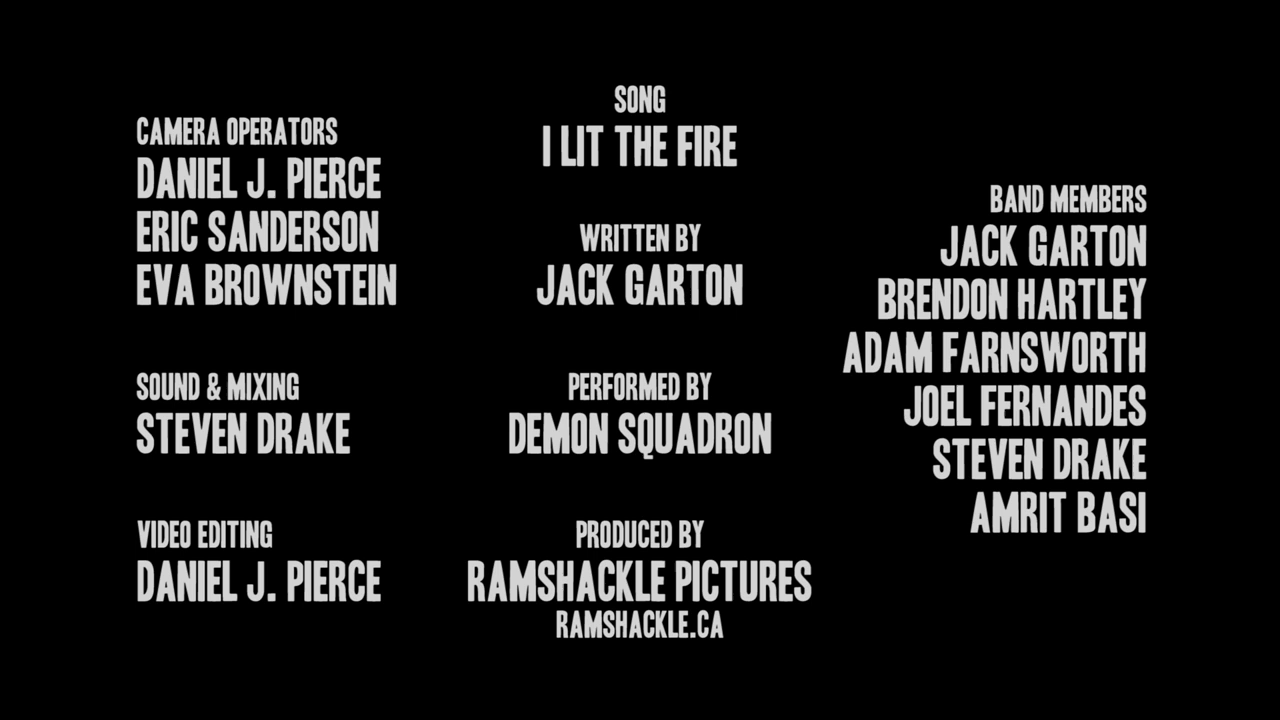 CAMERA OPERATORS
DANIEL J. PIERCE
ERIC SANDERSON
EVA BROWNSTEIN
SOUND & MIXING
STEVEN DRAKE
VIDEO EDITING
DANIEL J. PIERCE
SONG
I LIT THE FIRE
WRITTEN BY
JACK GARTON
PERFORMED BY
DEMON SQUADRON
PRODUCED BY
RAMSHACKLE PICTURES
RAMSHACKLE.CA
BAND MEMBERS
JACK GARTON
BRENDON HARTLEY
ADAM FARNSWORTH
JOEL FERNANDES
STEVEN DRAKE
AMRIT BASI